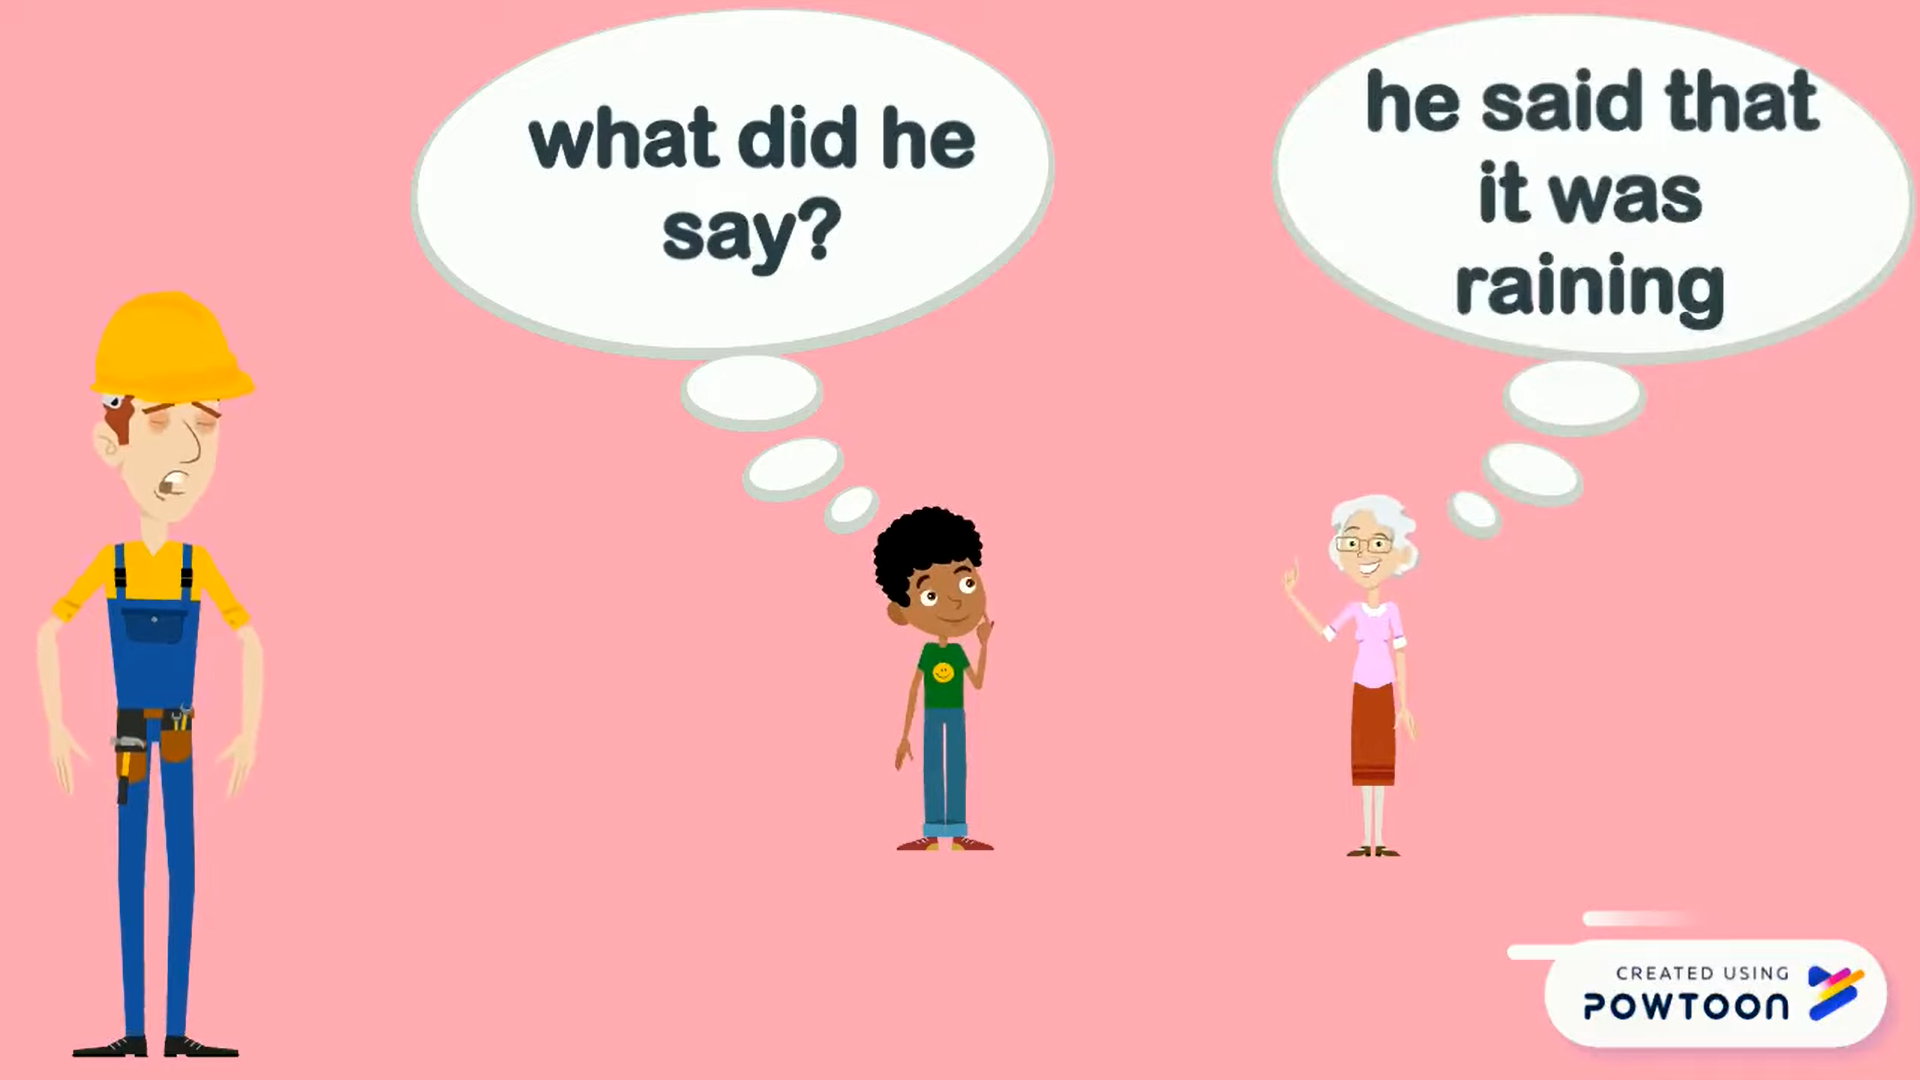 what did he
say?
he said that
it was
raining
CREATED USING
POWTOON